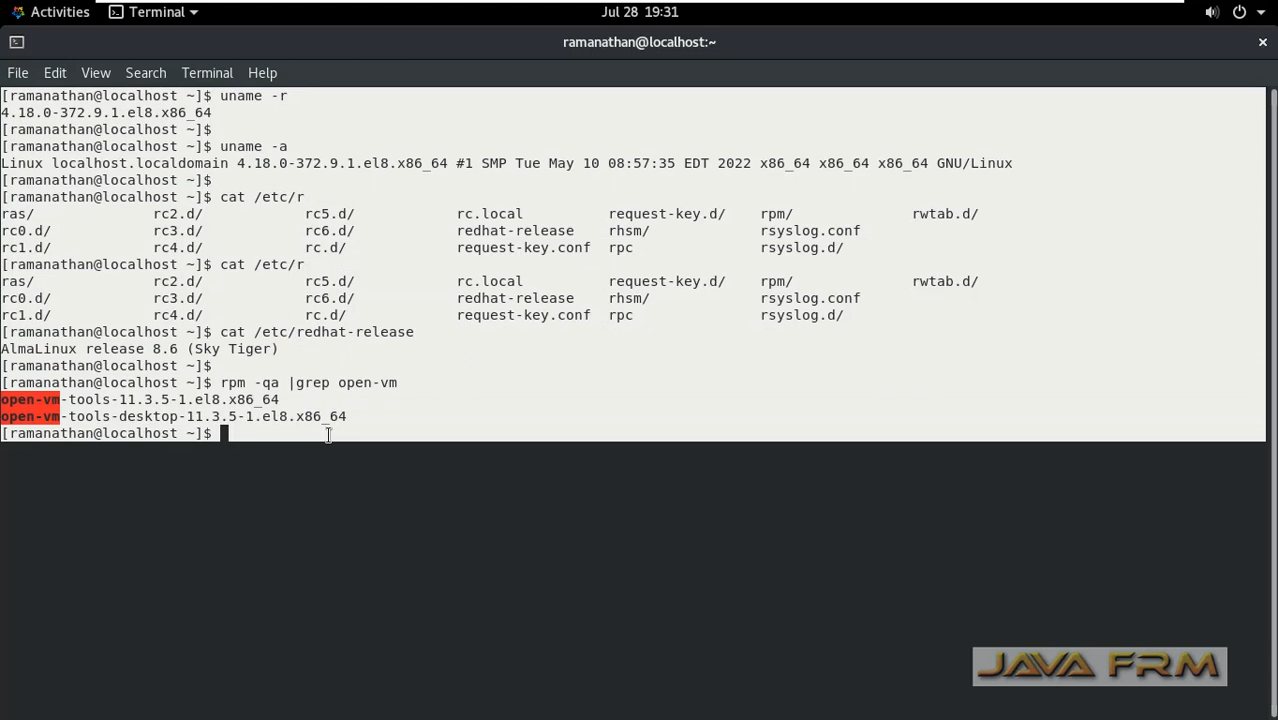 Activities Terminal Jul 28 19:31
ramanathan@localhost:~
File Edit View Search Terminal Help
[ramanathan@localhost ~]$ uname -r
4.18.0-372.9.1.el8.x86_64
[ramanathan@localhost ~]$
[ramanathan@localhost ~]$ uname -a
Linux localhost.localdomain 4.18.0-372.9.1.el8.x86_64 #1 SMP Tue May 10 08:57:35 EDT 2022 x86_64 x86_64 x86_64 GNU/Linux
[ramanathan@localhost ~]$
[ramanathan@localhost ~]$ cat /etc/r
ras/ rc2.d/ rc5.d/ rc.local request-key.d/ rpm/ rwtab.d/
rc0.d/ rc3.d/ rc6.d/ redhat-release rhsm/ rsyslog.conf
rc1.d/ rc4.d/ rc.d/ request-key.conf rpc rsyslog.d/
[ramanathan@localhost ~]$ cat /etc/r
ras/ rc2.d/ rc5.d/ rc.local request-key.d/ rpm/ rwtab.d/
rc0.d/ rc3.d/ rc6.d/ redhat-release rhsm/ rsyslog.conf
rc1.d/ rc4.d/ rc.d/ request-key.conf rpc rsyslog.d/
[ramanathan@localhost ~]$ cat /etc/redhat-release
AlmaLinux release 8.6 (Sky Tiger)
[ramanathan@localhost ~]$
[ramanathan@localhost ~]$ rpm -qa |grep open-vm
open-vm-tools-11.3.5-1.el8.x86_64
open-vm-tools-desktop-11.3.5-1.el8.x86_64
[ramanathan@localhost ~]$
JAVA FRM